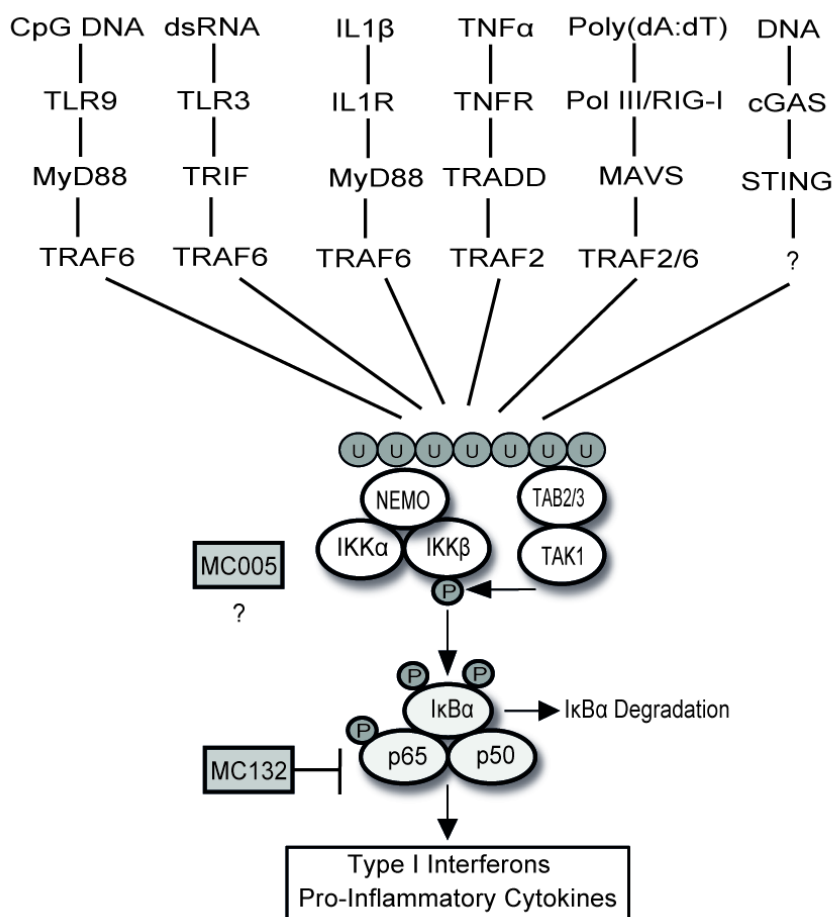 CpG DNA dsRNA IL1β TNFα Poly(dA:dT) DNA
TLR9 TLR3 IL1R TNFR Pol III/RIG-I cGAS
MyD88 TRIF MyD88 TRADD MAVS STING
TRAF6 TRAF6 TRAF6 TRAF2 TRAF2/6 ?
U U U U U U U
NEMO TAB2/3
IKKα IKKβ TAK1
MC005
P
?
P P
IκBα IκBα Degradation
P
p65 p50
MC132
Type I Interferons
Pro-Inflammatory Cytokines